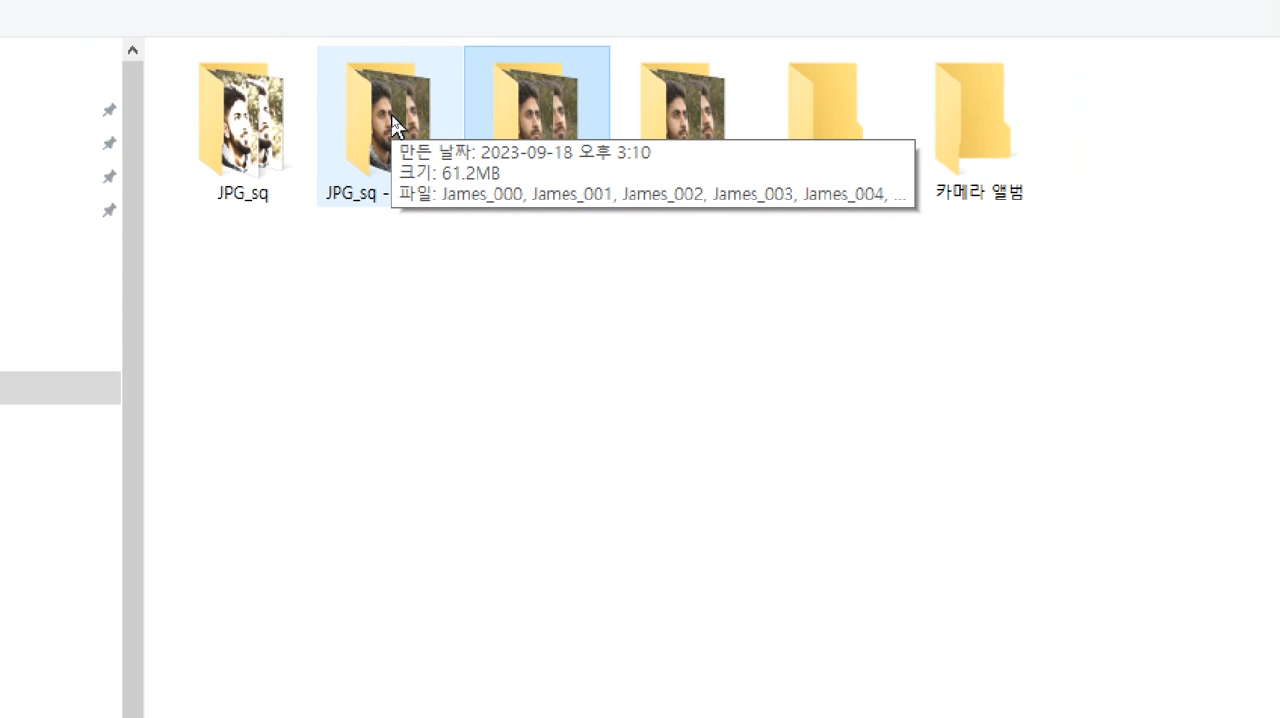 JPG_sq
JPG_sq -
카메라 앨범
만든 날짜: 2023-09-18 오후 3:10
크기: 61.2MB
파일: James_000, James_001, James_002, James_003, James_004, ...